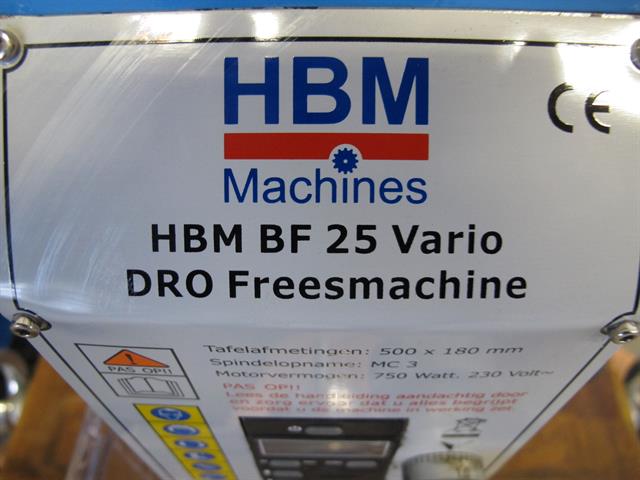 HBM
CE
Machines
HBM BF 25 Vario
DRO Freesmachine
Tafelafmetingen: 500 x 180 mm
Spindelopname: MC 3
Motorvermogen: 750 Watt. 230 Volt~
PAS OP!!
PAS OP!!
Lees de handleiding aandachtig door
en zorg ervoor dat u alles begrijpt
voordat u de machine in werking zet.